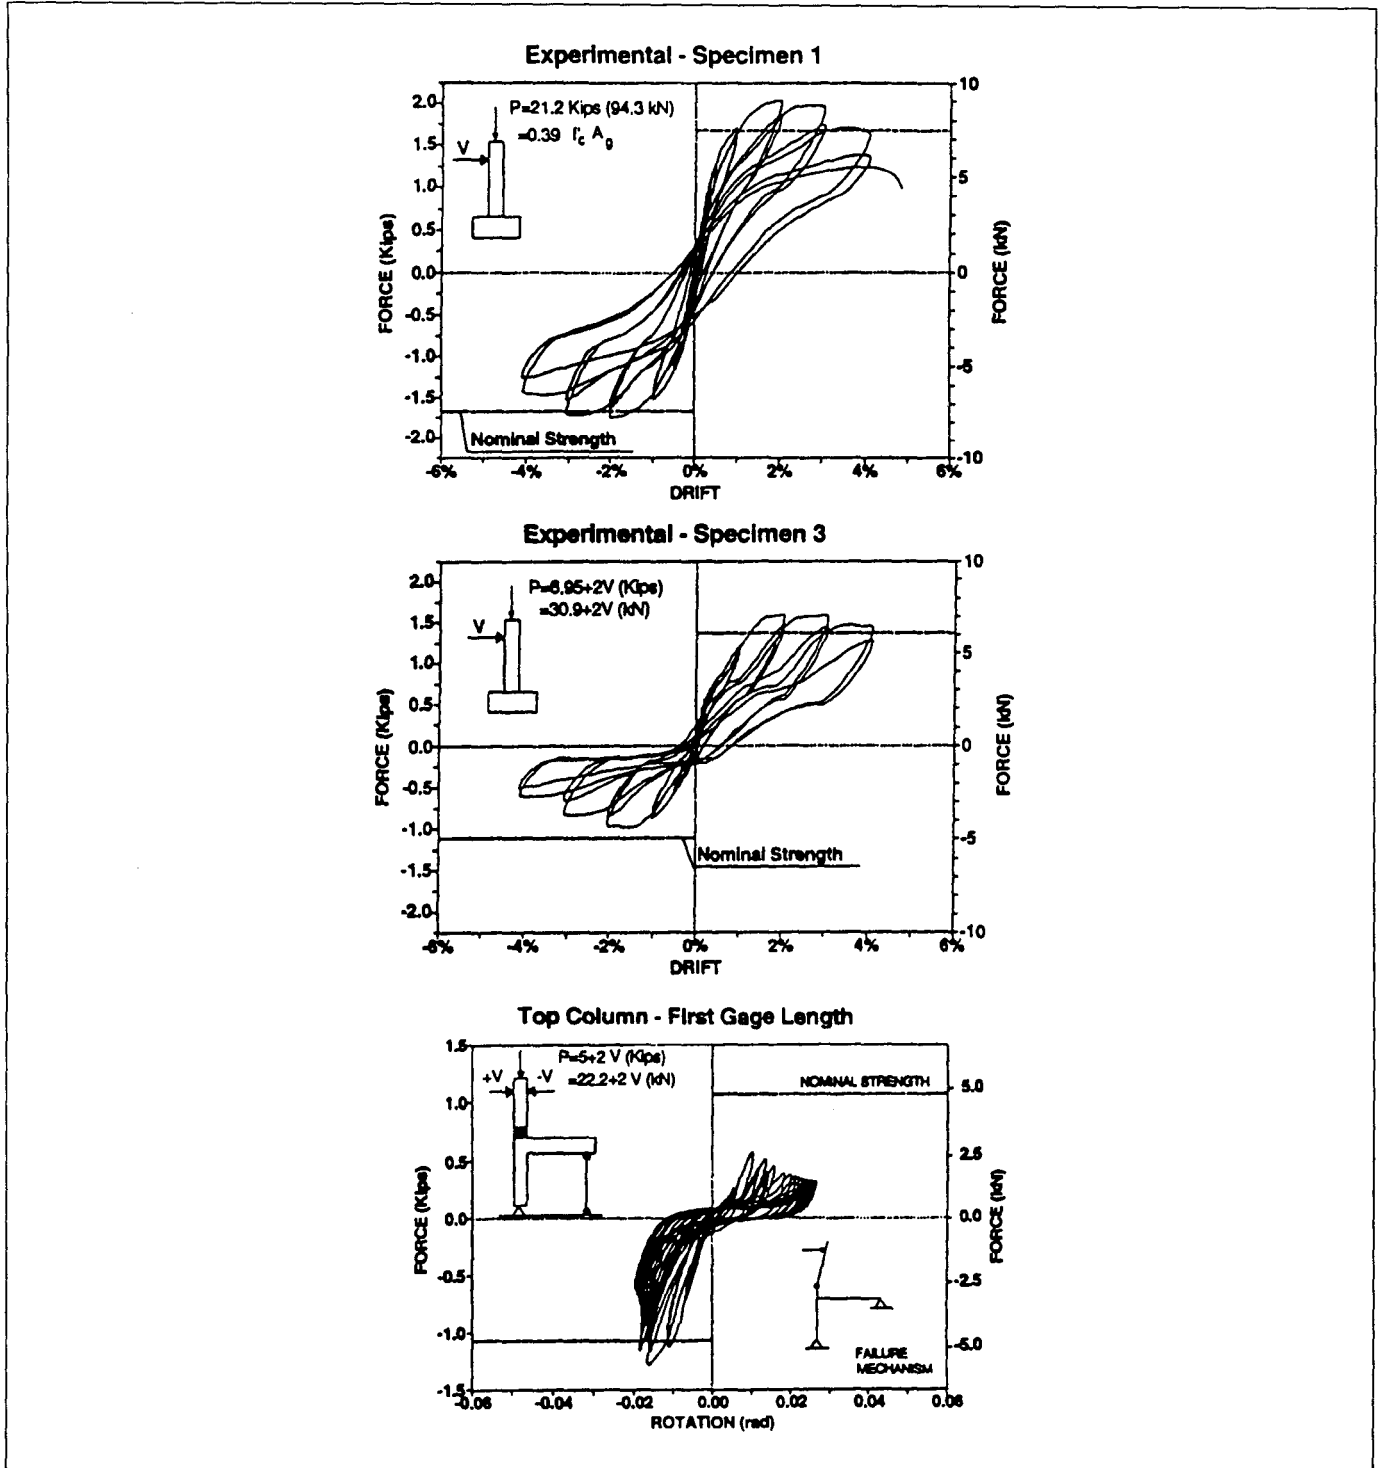 Experimental - Specimen 1
P=21.2 Kips (94.3 kN)
=0.39 f'c Ag
V
FORCE (Kips)
2.0
1.5
1.0
0.5
0.0
-0.5
-1.0
-1.5
-2.0
10
5
0
-5
-10
FORCE (kN)
Nominal Strength
-6% -4% -2% 0% 2% 4% 6%
DRIFT
Experimental - Specimen 3
P=6.95+2V (Kips)
=30.9+2V (kN)
V
FORCE (Kips)
2.0
1.5
1.0
0.5
0.0
-0.5
-1.0
-1.5
-2.0
10
5
0
-5
-10
FORCE (kN)
Nominal Strength
-6% -4% -2% 0% 2% 4% 6%
DRIFT
Top Column - First Gage Length
P=5+2 V (Kips)
=22.2+2 V (kN)
+V -V
NOMINAL STRENGTH
FORCE (Kips)
1.5
1.0
0.5
0.0
-0.5
-1.0
-1.5
5.0
2.5
0.0
-2.5
-5.0
FORCE (kN)
FAILURE
MECHANISM
-0.06 -0.04 -0.02 0.00 0.02 0.04 0.06
ROTATION (rad)